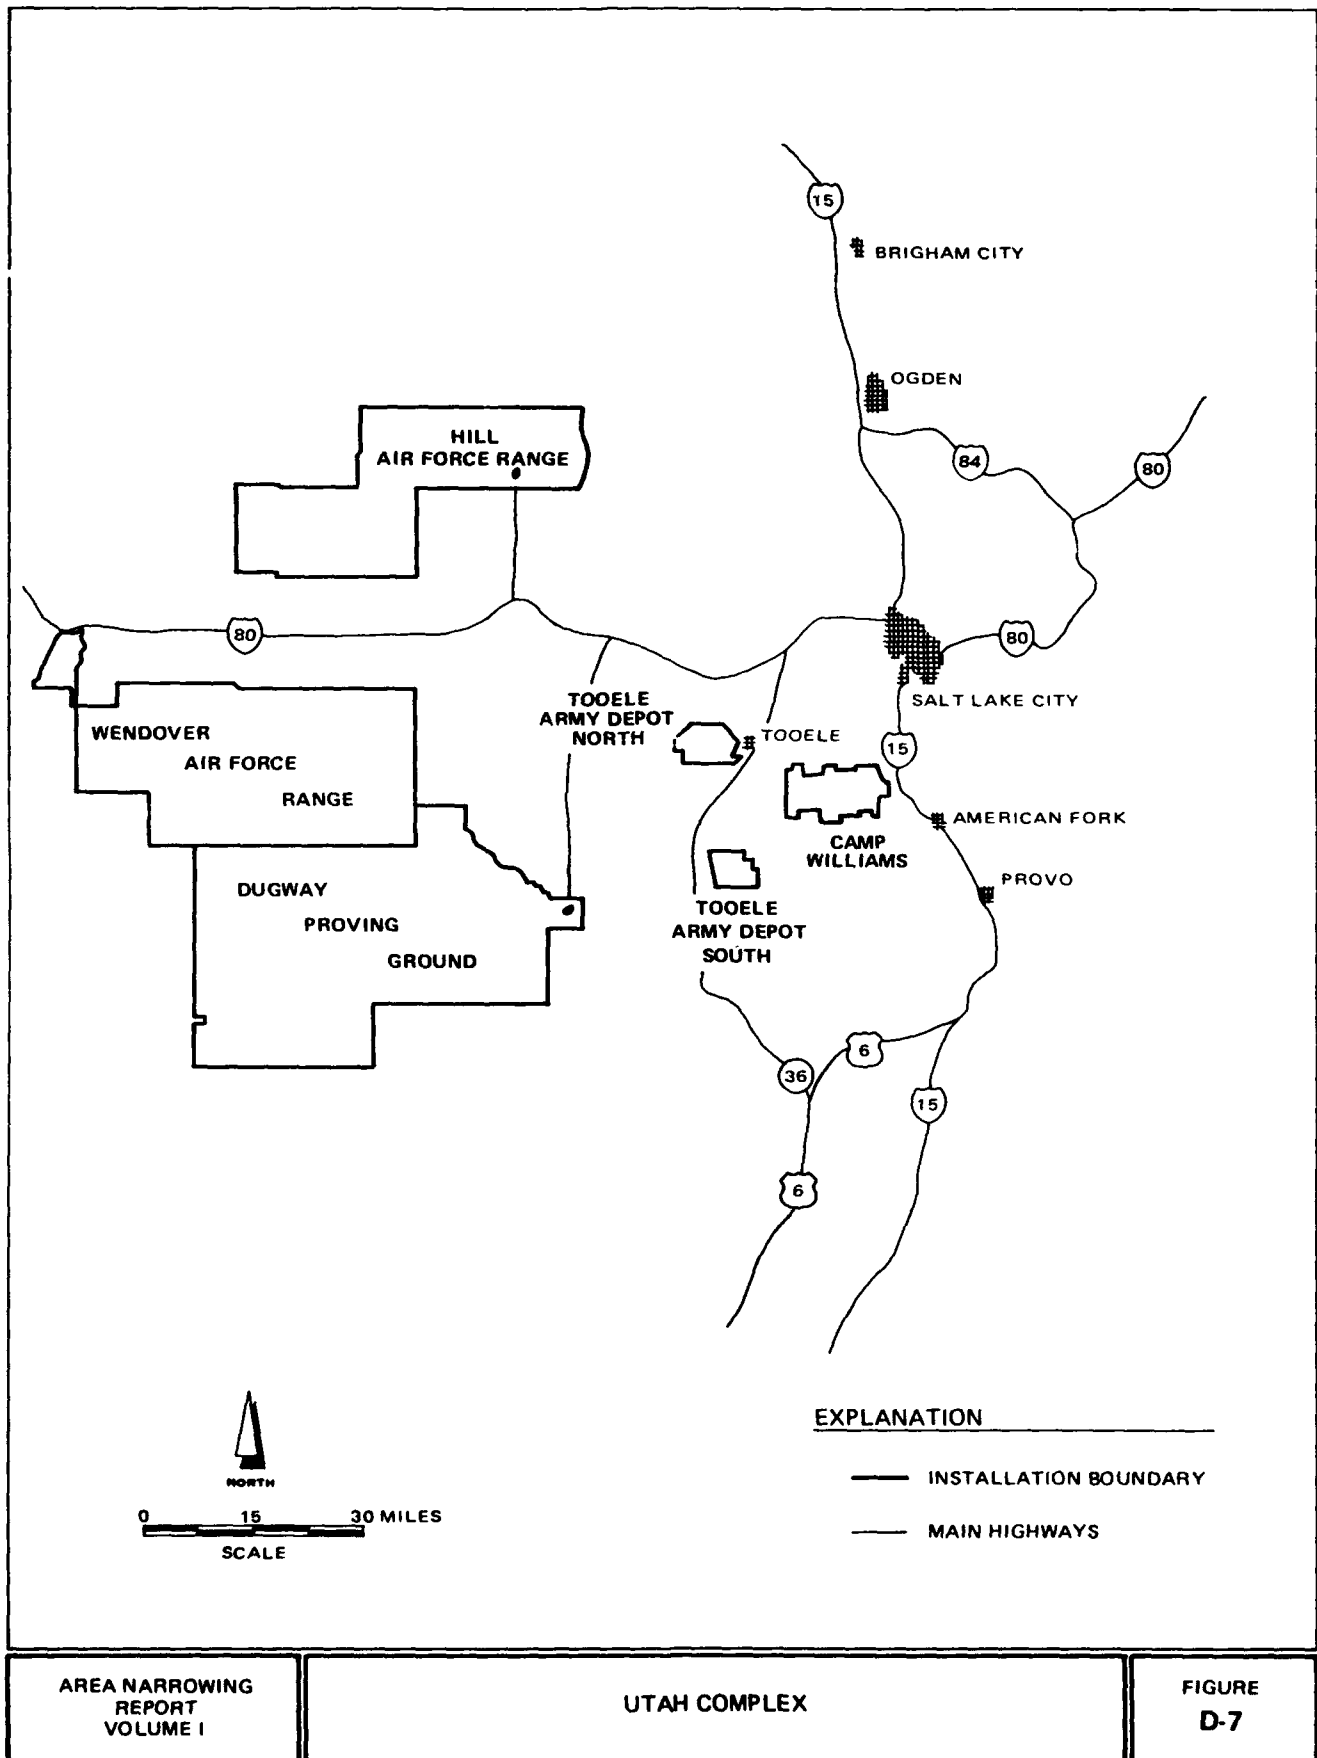 15
BRIGHAM CITY
OGDEN
84
80
HILL
AIR FORCE RANGE
80
80
SALT LAKE CITY
TOOELE
ARMY DEPOT
NORTH
TOOELE
15
WENDOVER
AIR FORCE
RANGE
AMERICAN FORK
CAMP
WILLIAMS
PROVO
DUGWAY
PROVING
GROUND
TOOELE
ARMY DEPOT
SOUTH
6
36
15
6
EXPLANATION
INSTALLATION BOUNDARY
MAIN HIGHWAYS
NORTH
0 15 30 MILES
SCALE
AREA NARROWING
REPORT
VOLUME I
UTAH COMPLEX
FIGURE
D-7